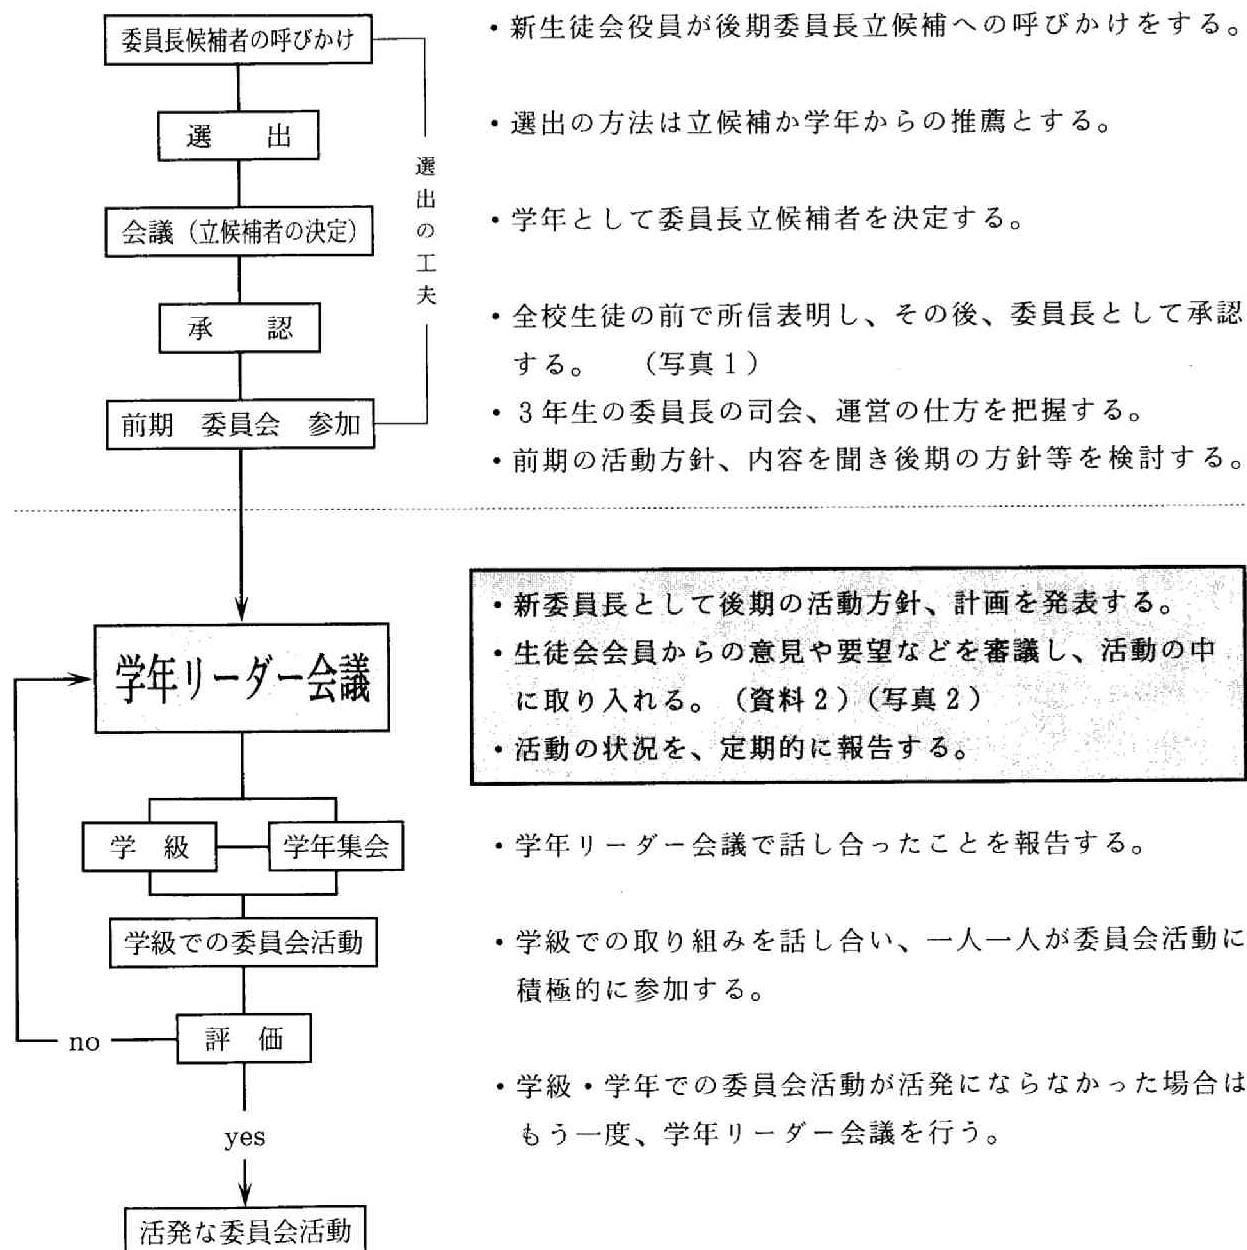 委員長候補者の呼びかけ
・新生徒会役員が後期委員長立候補への呼びかけをする。
選　出
・選出の方法は立候補か学年からの推薦とする。
選出の工夫
会議（立候補者の決定）
・学年として委員長立候補者を決定する。
承　認
・全校生徒の前で所信表明し、その後、委員長として承認
する。　（写真１）
前期　委員会　参加
・３年生の委員長の司会、運営の仕方を把握する。
・前期の活動方針、内容を聞き後期の方針等を検討する。
学年リーダー会議
・新委員長として後期の活動方針、計画を発表する。
・生徒会会員からの意見や要望などを審議し、活動の中
に取り入れる。（資料２）（写真２）
・活動の状況を、定期的に報告する。
学　級
学年集会
・学年リーダー会議で話し合ったことを報告する。
学級での委員会活動
・学級での取り組みを話し合い、一人一人が委員会活動に
積極的に参加する。
評　価
no
・学級・学年での委員会活動が活発にならなかった場合は
もう一度、学年リーダー会議を行う。
yes
活発な委員会活動